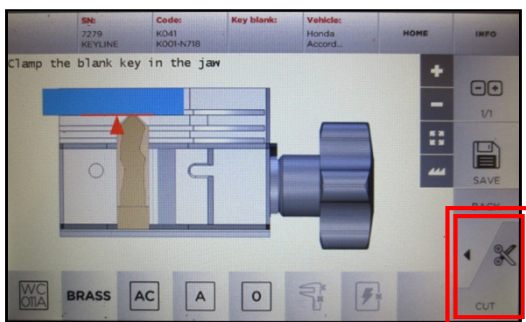 SN:
7279
KEYLINE
Code:
K041
K001-N718
Key blank:
Vehicle:
Honda
Accord...
HOME
INFO
Clamp the blank key in the jaw
1/1
SAVE
BACK
WC
011A
BRASS
AC
A
0
CUT